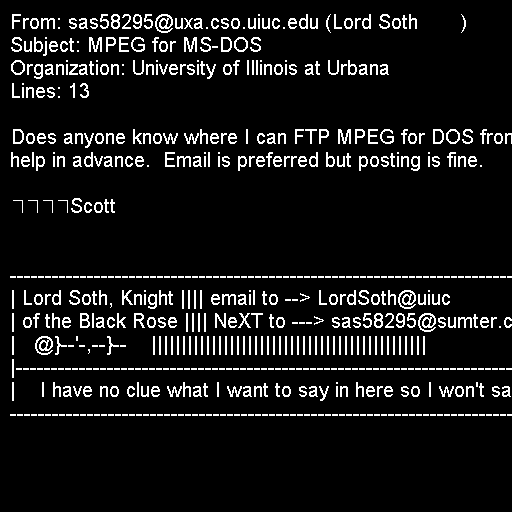 From: sas58295@uxa.cso.uiuc.edu (Lord Soth       )
Subject: MPEG for MS-DOS
Organization: University of Illinois at Urbana
Lines: 13

Does anyone know where I can FTP MPEG for DOS from
help in advance.  Email is preferred but posting is fine.

Scott

--------------------------------------------------------------------------
| Lord Soth, Knight |||| email to --> LordSoth@uiuc
| of the Black Rose |||| NeXT to ---> sas58295@sumter.c
|   @}--'-,--}--    ||||||||||||||||||||||||||||||||||||||||||||||
|-------------------------------------------------------------------------
|    I have no clue what I want to say in here so I won't sa
--------------------------------------------------------------------------